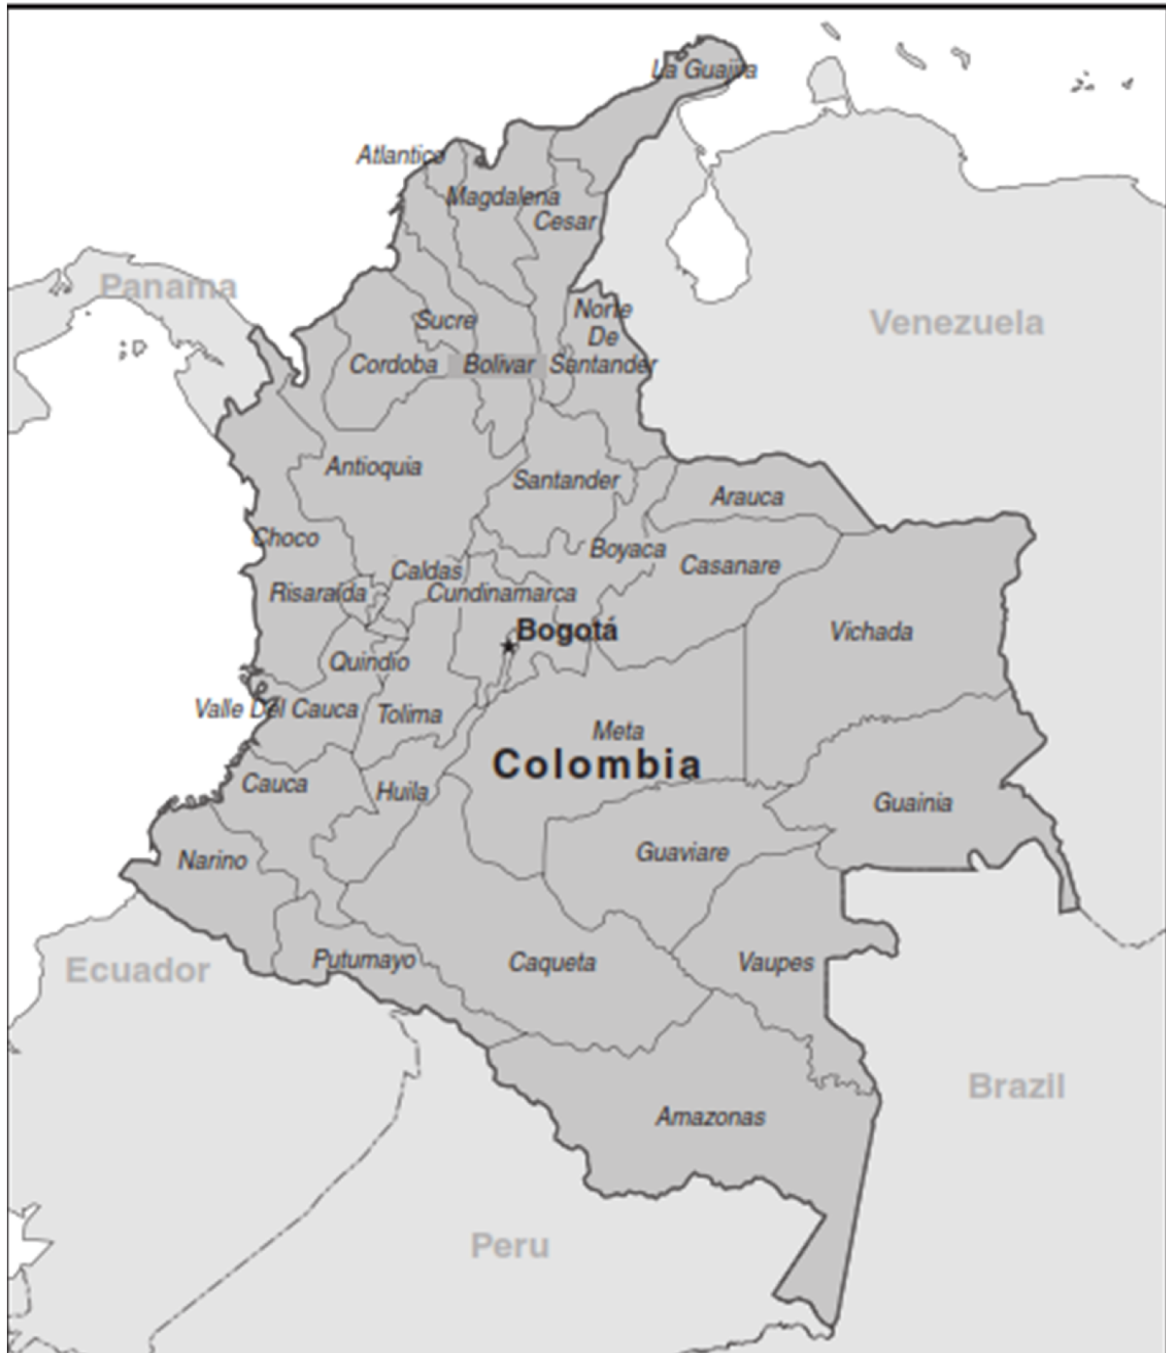 La Guajira
Atlantico
Magdalena
Cesar
Panama
Norte
De
Santander
Sucre
Venezuela
Cordoba
Bolivar
Antioquia
Santander
Arauca
Choco
Boyaca
Casanare
Caldas
Risaralda
Cundinamarca
Bogotá
Vichada
Quindio
Valle Del Cauca
Tolima
Meta
Colombia
Cauca
Huila
Guainia
Narino
Guaviare
Ecuador
Putumayo
Caqueta
Vaupes
Brazil
Amazonas
Peru